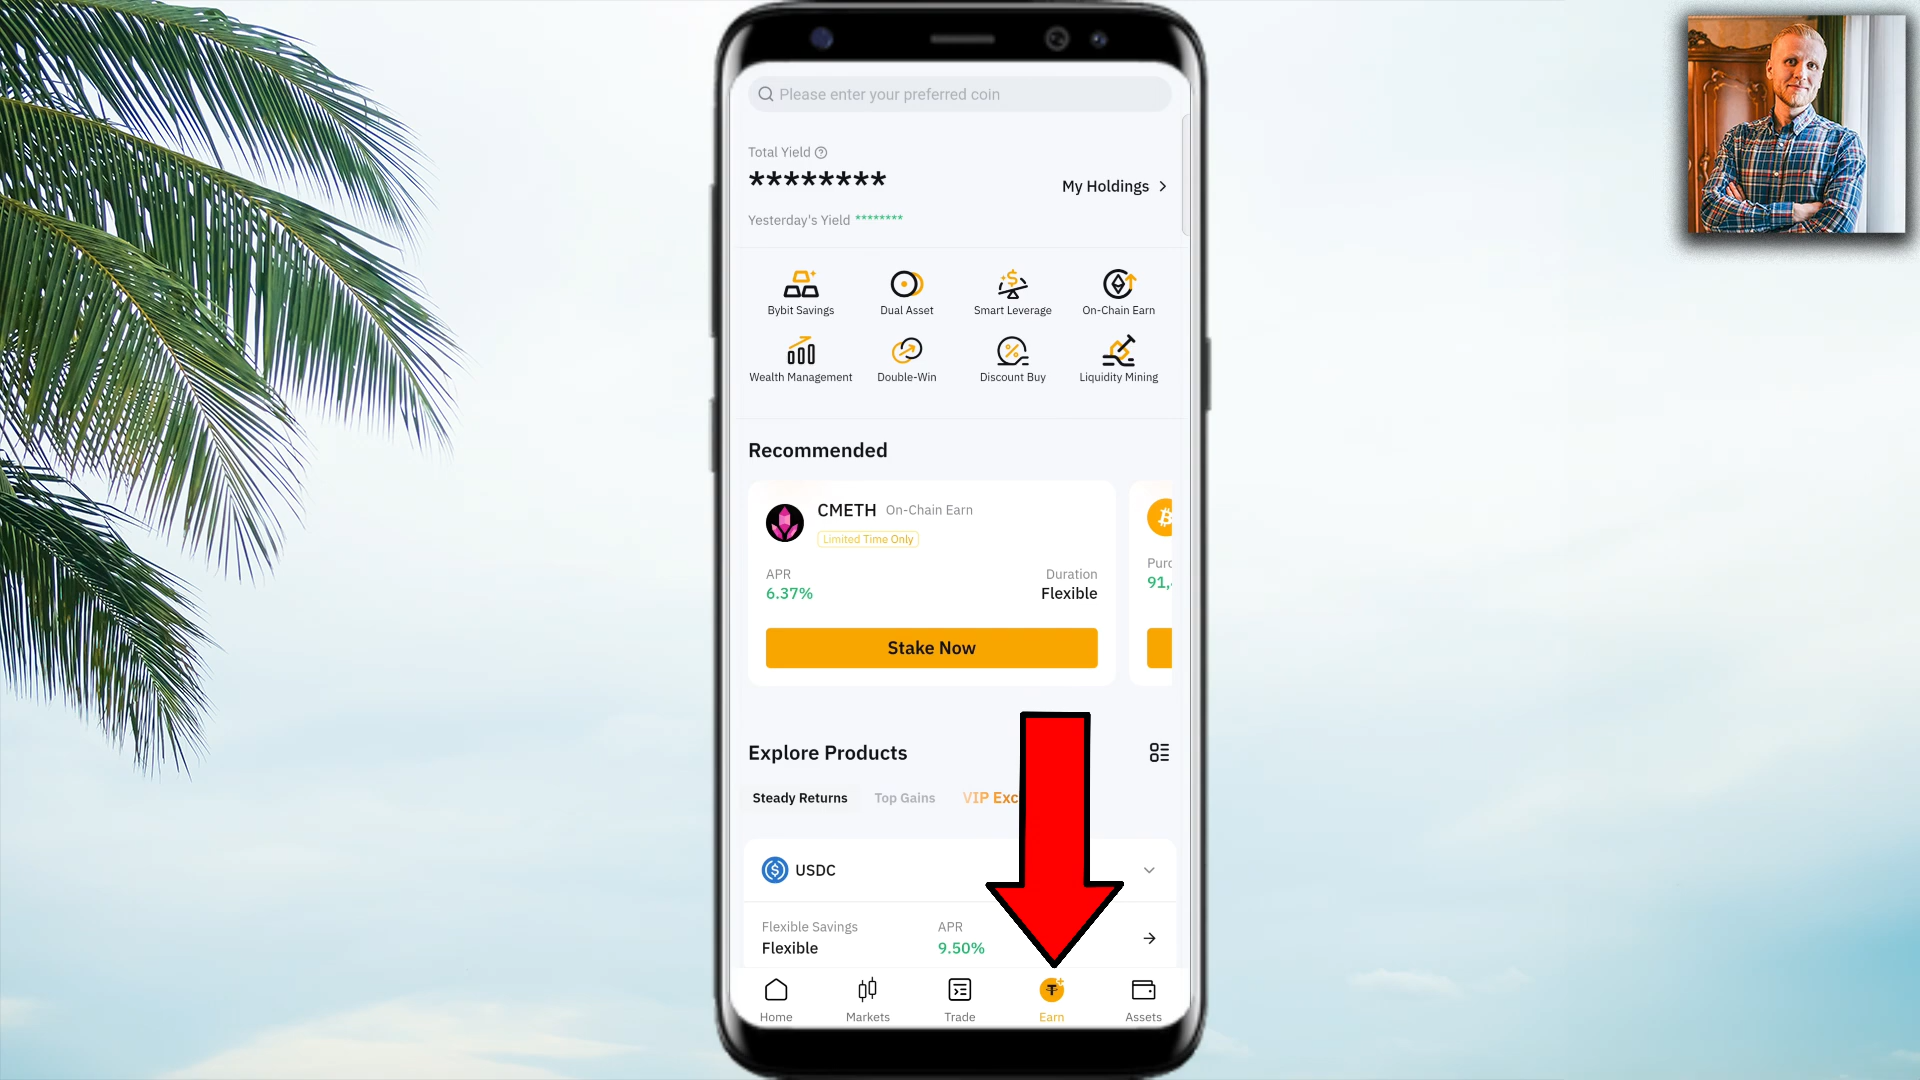 Please enter your preferred coin
Total Yield
********
My Holdings
Yesterday's Yield ********
Bybit Savings
Dual Asset
Smart Leverage
On-Chain Earn
Wealth Management
Double-Win
Discount Buy
Liquidity Mining
Recommended
CMETH On-Chain Earn
Limited Time Only
APR
6.37%
Duration
Flexible
Stake Now
Purc
91,
Explore Products
Steady Returns
Top Gains
VIP Exc
USDC
Flexible Savings
Flexible
APR
9.50%
Home
Markets
Trade
Earn
Assets